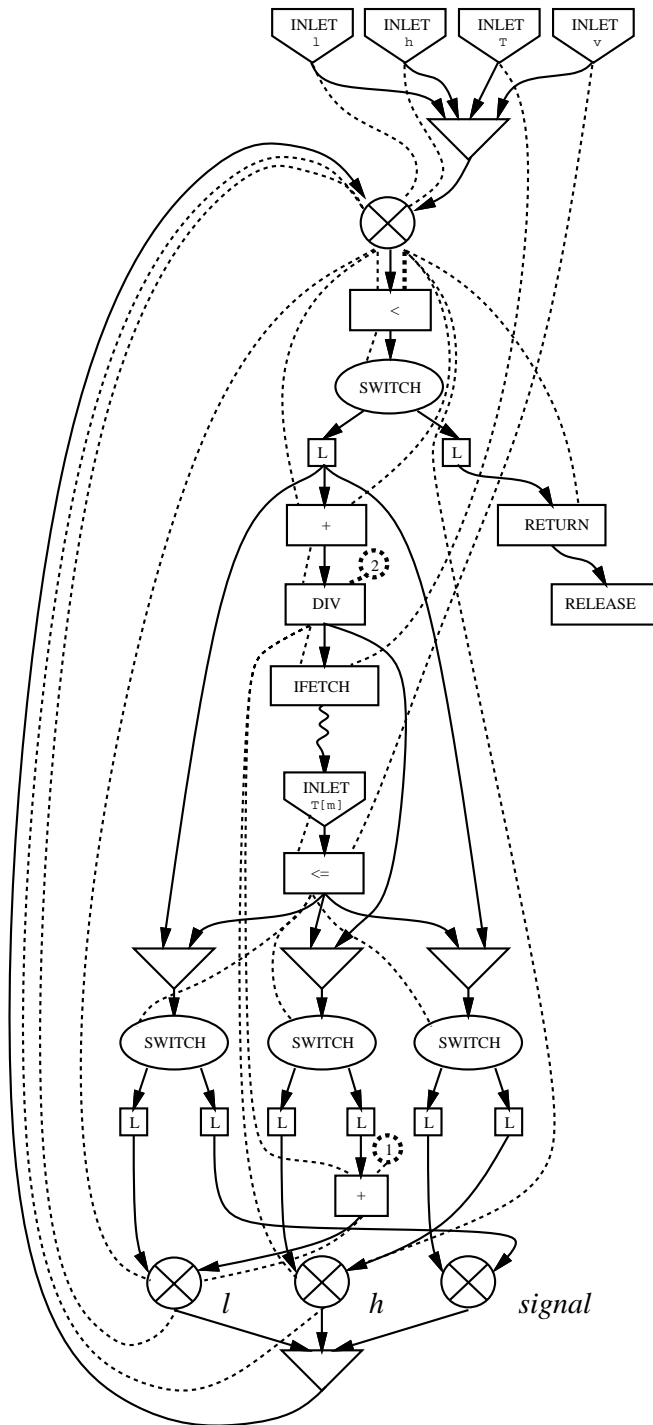 INLET INLET INLET INLET
l h T v
<
SWITCH
L L
+ RETURN
2
DIV RELEASE
IFETCH
INLET
T[m]
<=
SWITCH SWITCH SWITCH
L L L L L L
1
+
l h signal